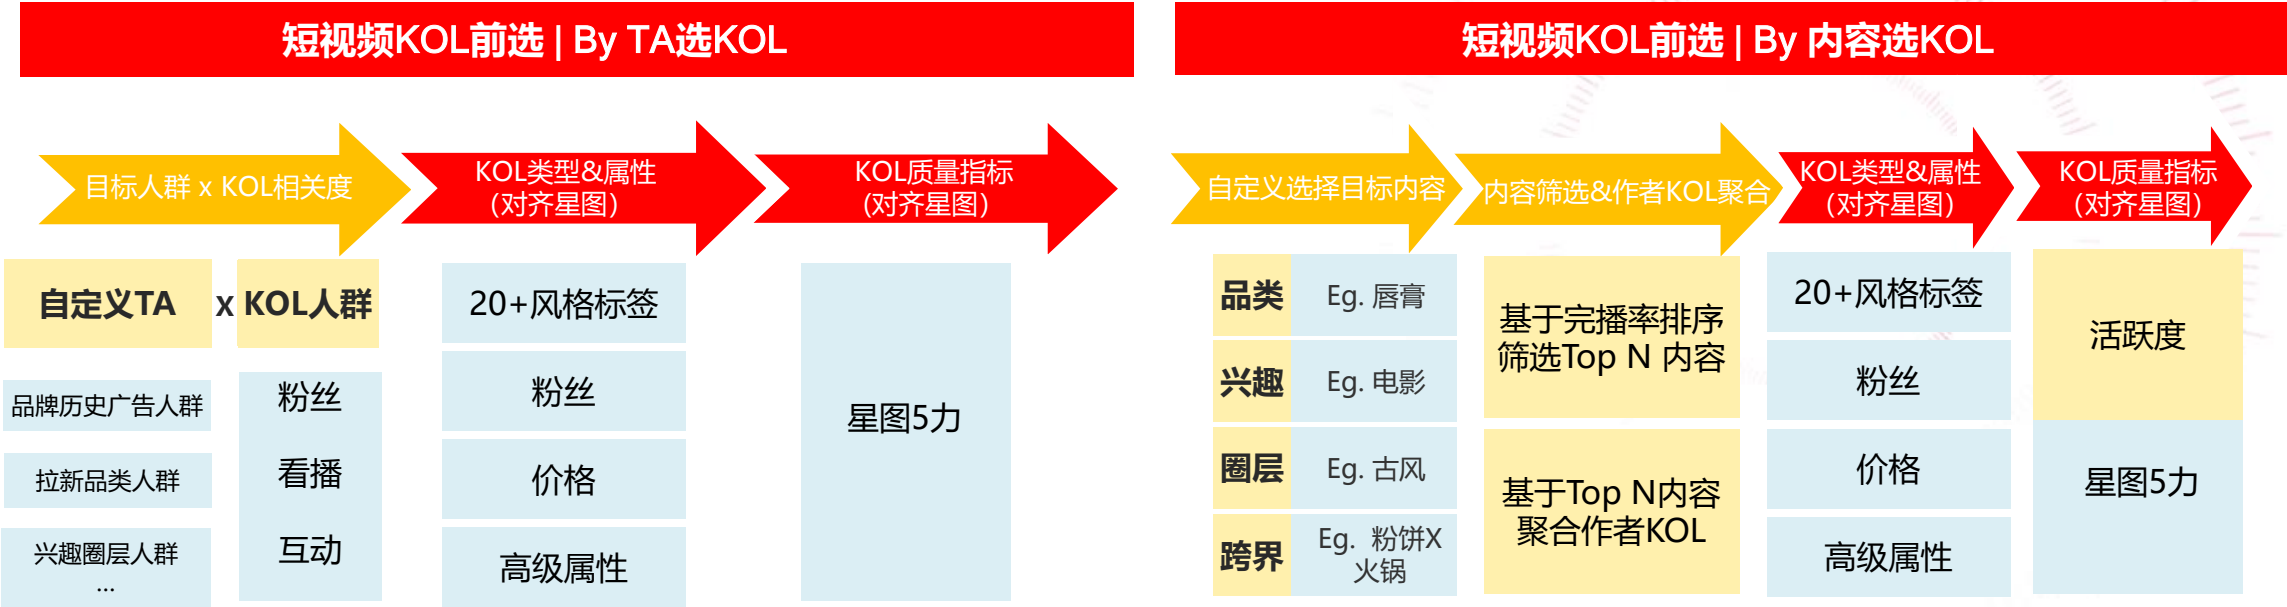 短视频KOL前选 | By TA选KOL
目标人群 x KOL相关度
KOL类型&属性
(对齐星图）
KOL质量指标
(对齐星图）
自定义TA
X
KOL人群
品牌历史广告人群
拉新品类人群
兴趣圈层人群
...
粉丝
看播
互动
20+风格标签
粉丝
价格
高级属性
星图5力
短视频KOL前选 | By 内容选KOL
自定义选择目标内容
内容筛选&作者KOL聚合
KOL类型&属性
（对齐星图）
KOL质量指标
（对齐星图）
品类
Eg. 唇膏
兴趣
Eg. 电影
圈层
Eg. 古风
跨界
Eg. 粉饼X
火锅
基于完播率排序
筛选Top N 内容
基于Top N内容
聚合作者KOL
20+风格标签
粉丝
价格
高级属性
活跃度
星图5力